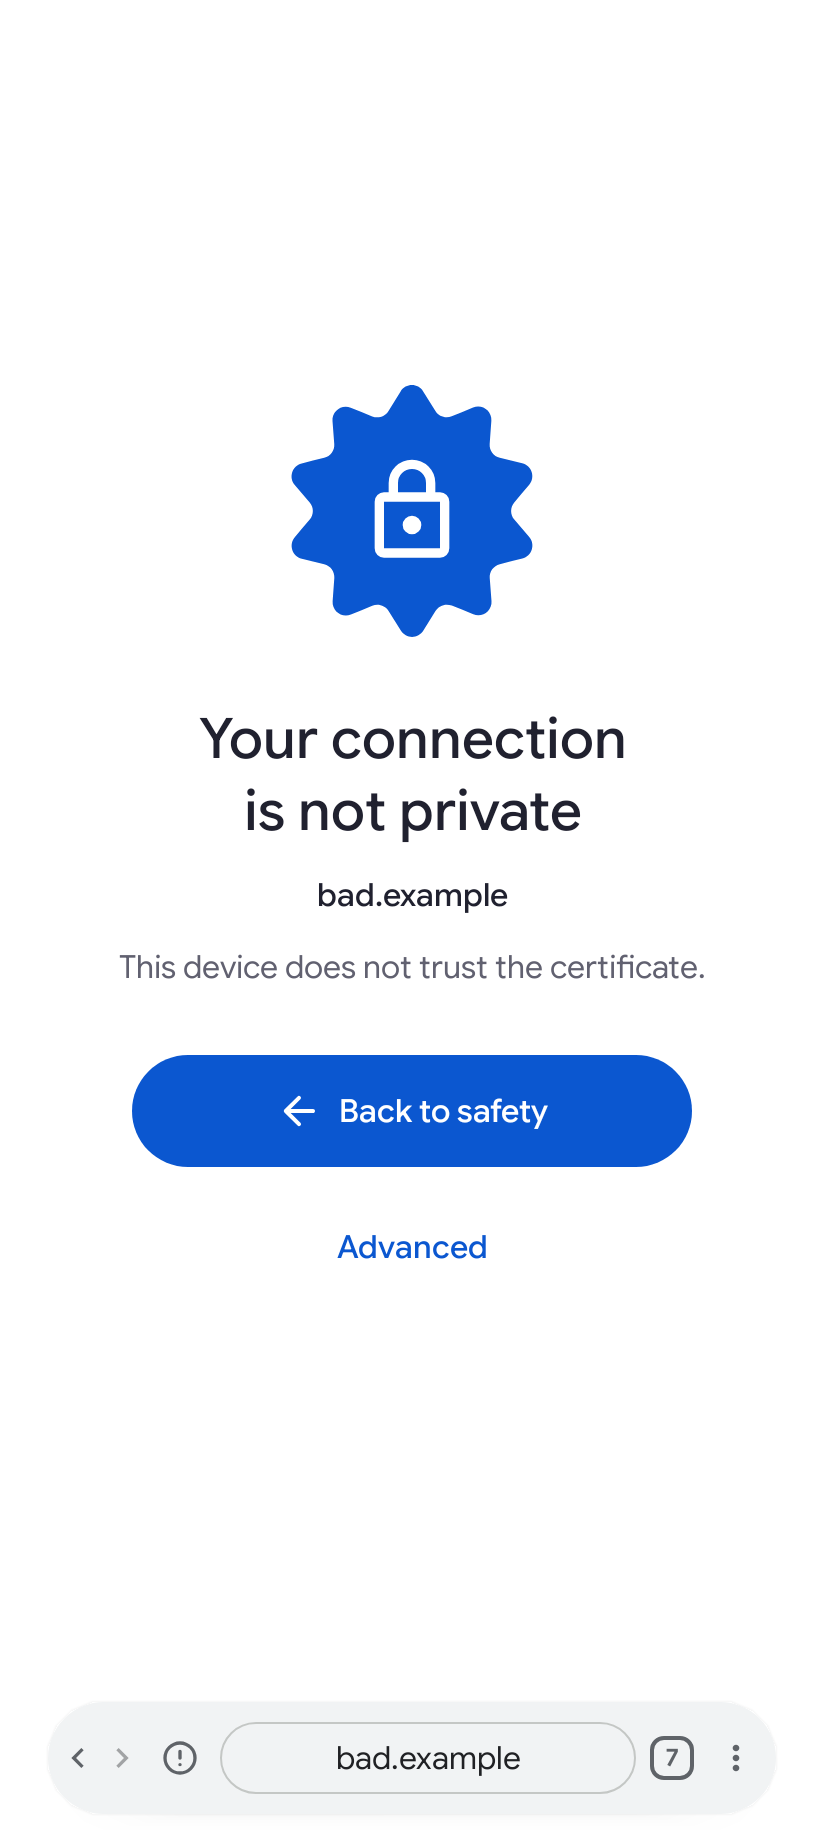 Your connection
is not private
bad.example
This device does not trust the certificate.
Back to safety
Advanced
bad.example
7